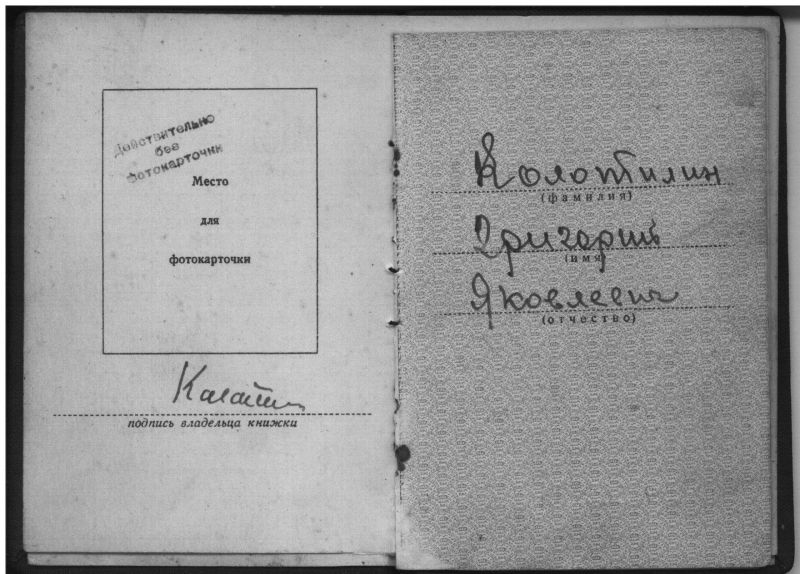 Действительно
без
фотокарточки
Место
для
фотокарточки
подпись владельца книжки
Колотилин
(фамилия)
Григорий
(имя)
Яковлевич
(отчество)